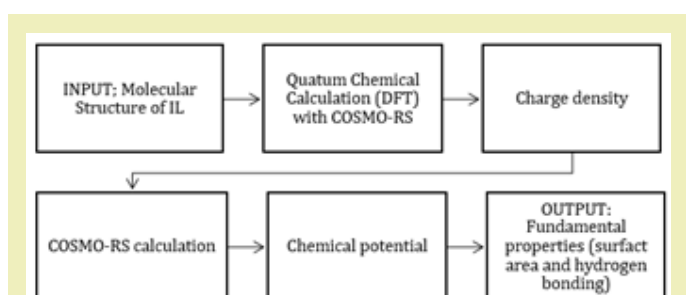 INPUT; Molecular
Structure of IL
Quatum Chemical
Calculation (DFT)
with COSMO-RS
Charge density
COSMO-RS calculation
Chemical potential
OUTPUT:
Fundamental
properties (surfact
area and hydrogen
bonding)